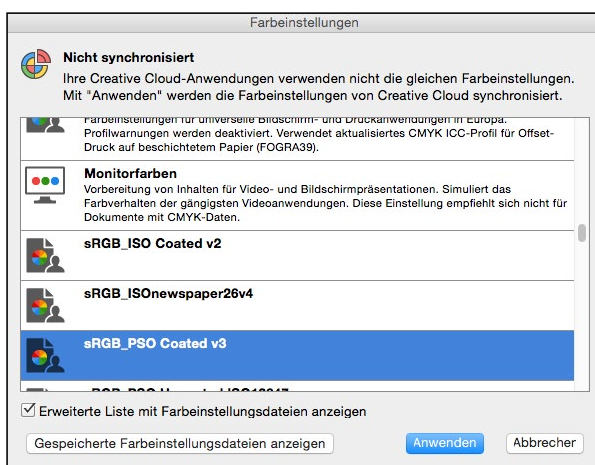 Farbeinstellungen
Nicht synchronisiert
Ihre Creative Cloud-Anwendungen verwenden nicht die gleichen Farbeinstellungen.
Mit "Anwenden" werden die Farbeinstellungen von Creative Cloud synchronisiert.
Farbeinstellungen für universelle Bildschirm- und Druckanwendungen in Europa.
Profilwarnungen werden deaktiviert. Verwendet aktualisiertes CMYK ICC-Profil für Offset-
Druck auf beschichtetem Papier (FOGRA39).
Monitorfarben
Vorbereitung von Inhalten für Video- und Bildschirmpräsentationen. Simuliert das
Farbverhalten der gängigsten Videoanwendungen. Diese Einstellung empfiehlt sich nicht für
Dokumente mit CMYK-Daten.
sRGB_ISO Coated v2
sRGB_ISOnewspaper26v4
sRGB_PSO Coated v3
Erweiterte Liste mit Farbeinstellungsdateien anzeigen
Gespeicherte Farbeinstellungsdateien anzeigen
Anwenden
Abbrecher